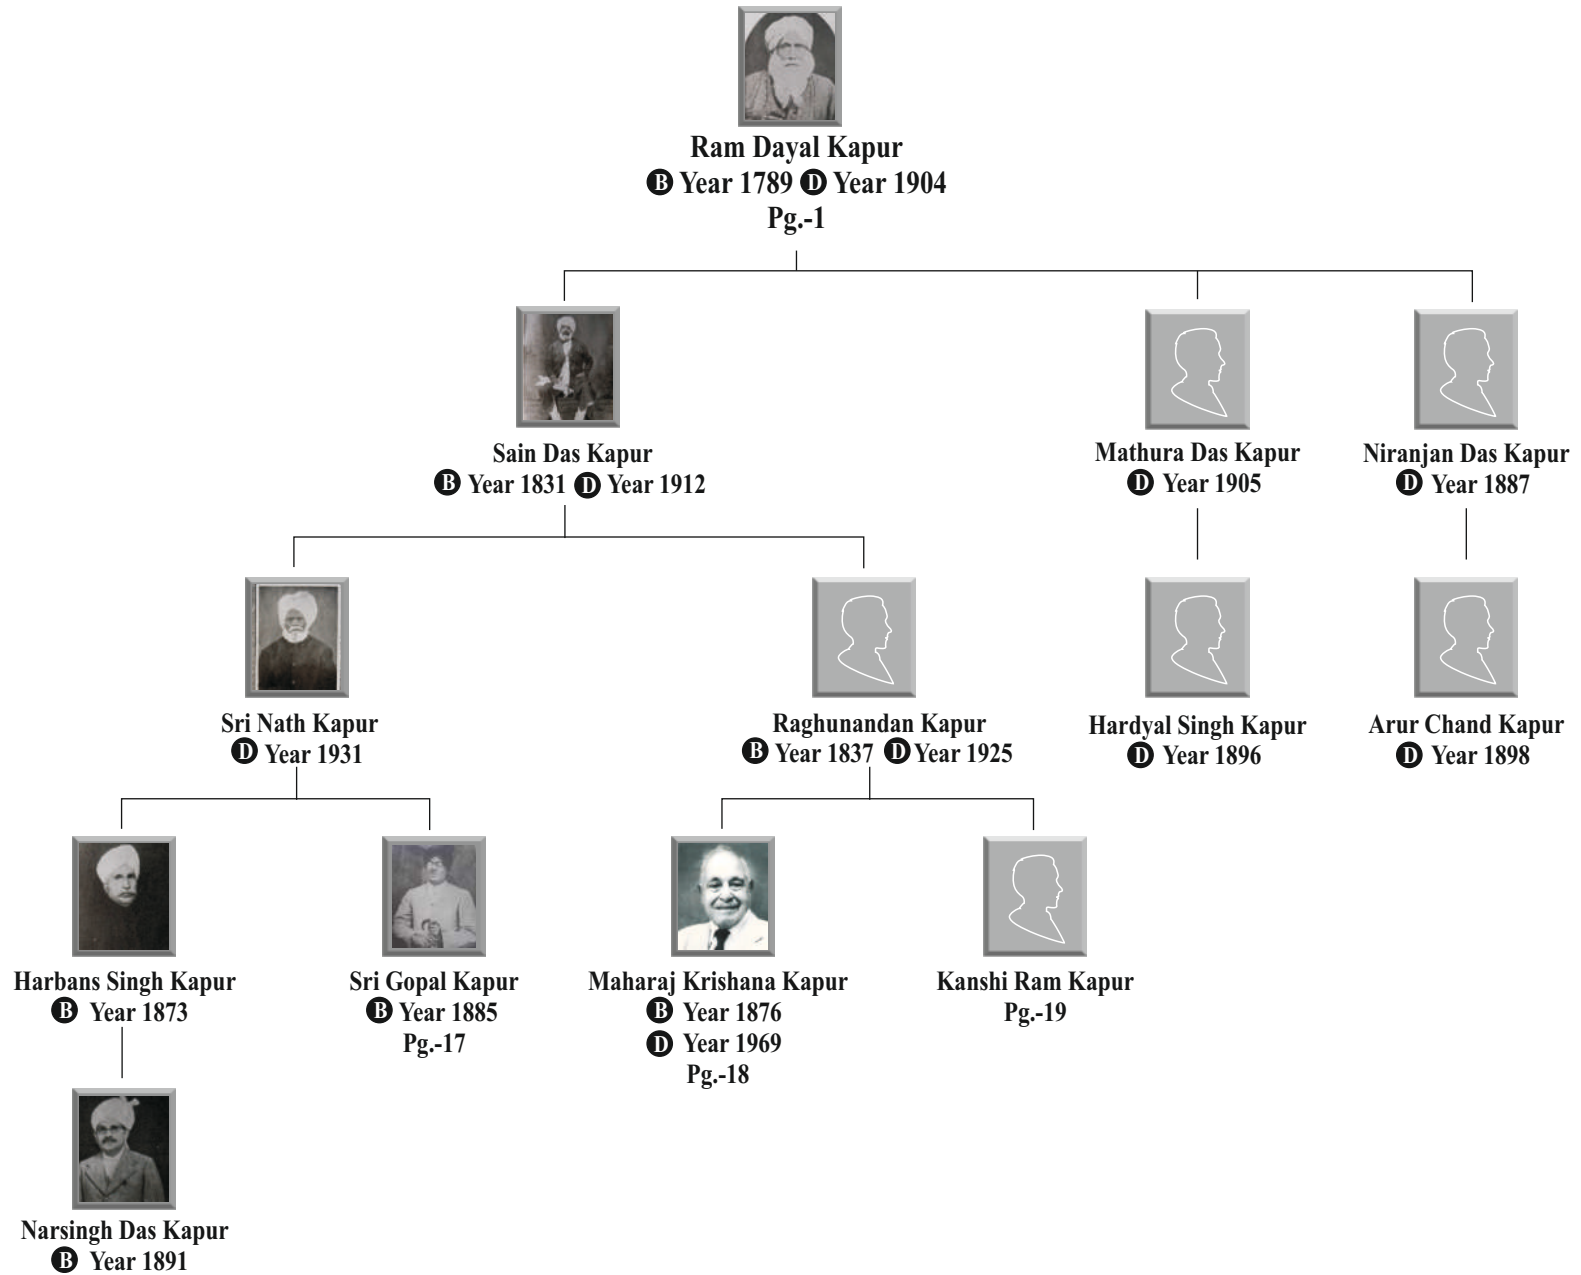 Ram Dayal Kapur
B Year 1789 D Year 1904
Pg.-1
Sain Das Kapur
B Year 1831 D Year 1912
Mathura Das Kapur
D Year 1905
Niranjan Das Kapur
D Year 1887
Sri Nath Kapur
D Year 1931
Raghunandan Kapur
B Year 1837 D Year 1925
Hardyal Singh Kapur
D Year 1896
Arur Chand Kapur
D Year 1898
Harbans Singh Kapur
B Year 1873
Sri Gopal Kapur
B Year 1885
Pg.-17
Maharaj Krishana Kapur
B Year 1876
D Year 1969
Pg.-18
Kanshi Ram Kapur
Pg.-19
Narsingh Das Kapur
B Year 1891